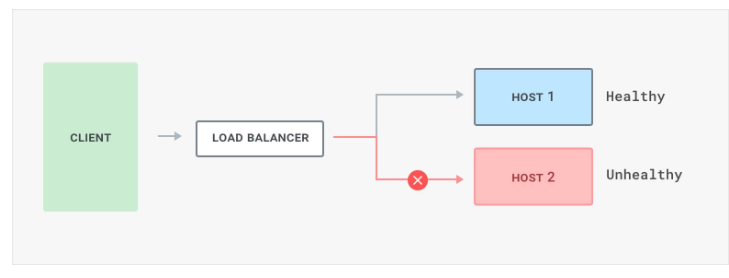 CLIENT
LOAD BALANCER
HOST 1
Healthy
HOST 2
Unhealthy